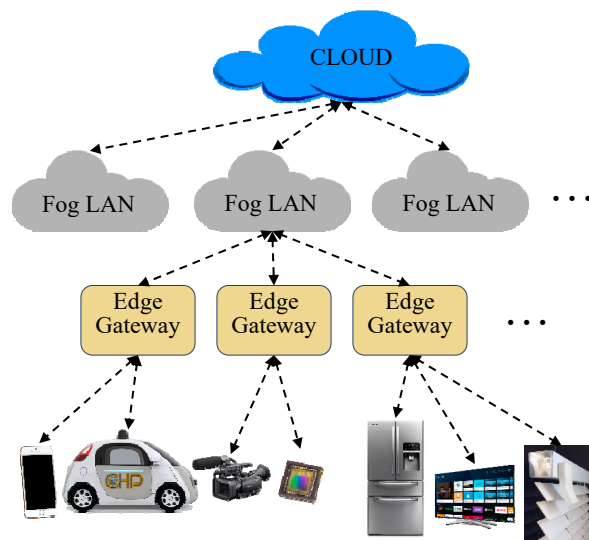 CLOUD
Fog LAN
Fog LAN
Fog LAN
...
Edge
Gateway
Edge
Gateway
Edge
Gateway
...
CHP